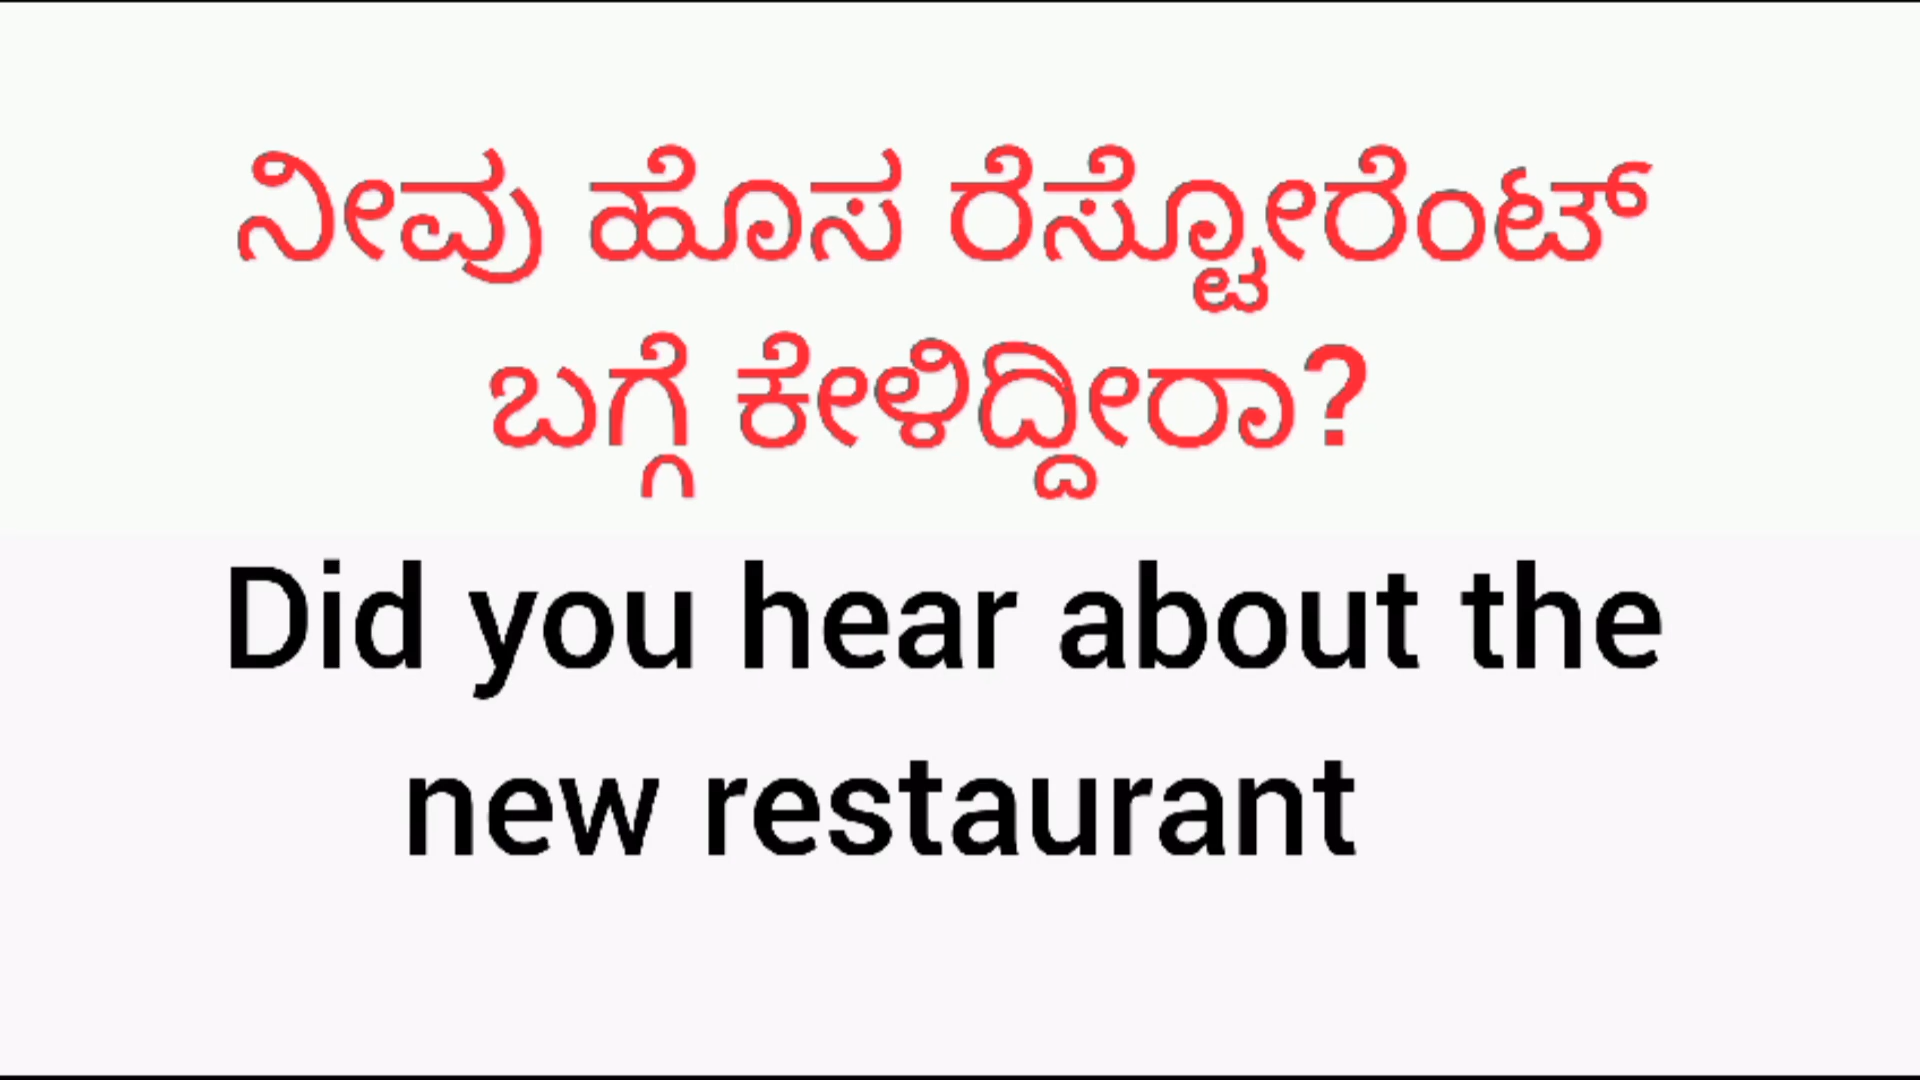 ನೀವು ಹೊಸ ರೆಸ್ಟೋರೆಂಟ್
ಬಗ್ಗೆ ಕೇಳಿದ್ದೀರಾ?
Did you hear about the
new restaurant